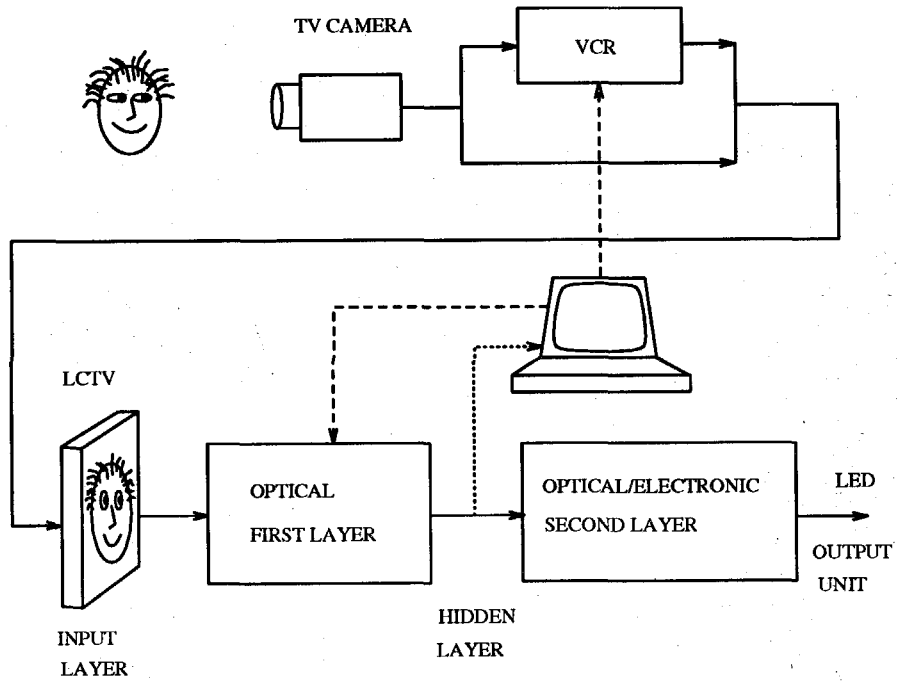 TV CAMERA
VCR
LCTV
OPTICAL
FIRST LAYER
OPTICAL/ELECTRONIC
SECOND LAYER
LED
OUTPUT
UNIT
HIDDEN
LAYER
INPUT
LAYER